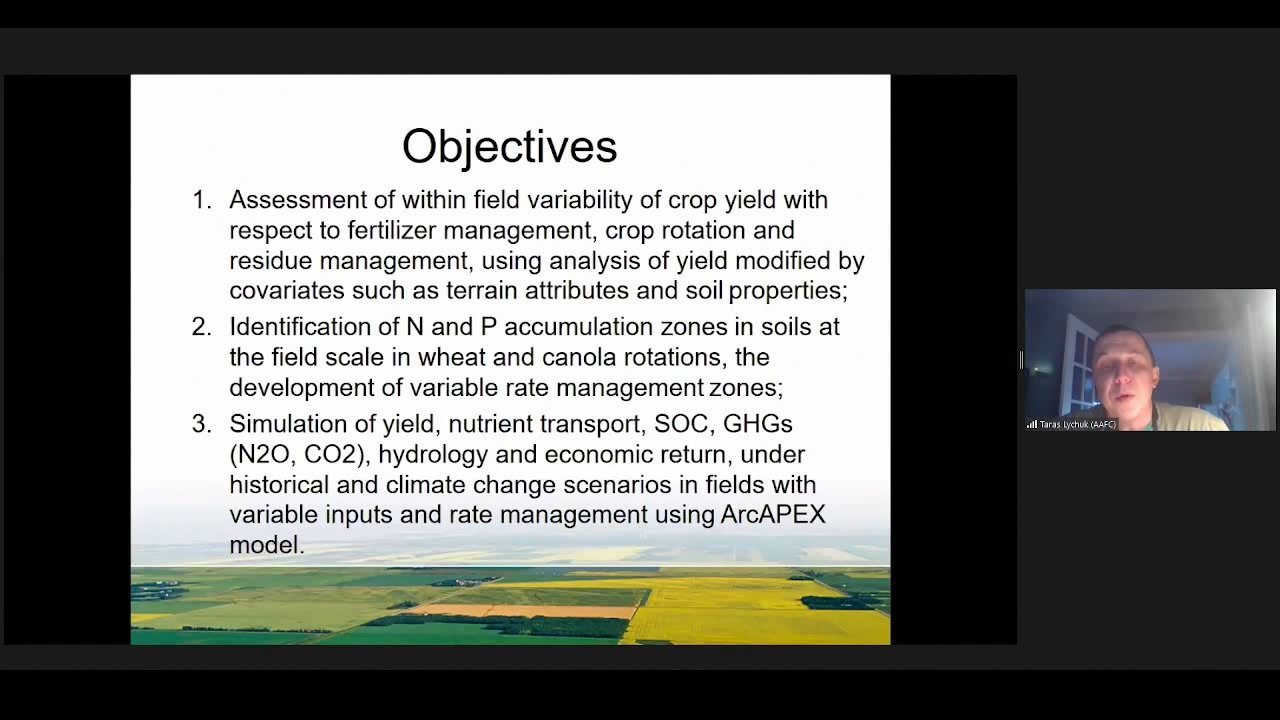 Objectives
1. Assessment of within field variability of crop yield with
respect to fertilizer management, crop rotation and
residue management, using analysis of yield modified by
covariates such as terrain attributes and soil properties;
2. Identification of N and P accumulation zones in soils at
the field scale in wheat and canola rotations, the
development of variable rate management zones;
3. Simulation of yield, nutrient transport, SOC, GHGs
(N2O, CO2), hydrology and economic return, under
historical and climate change scenarios in fields with
variable inputs and rate management using ArcAPEX
model.
Taras Lychuk (AAFC)